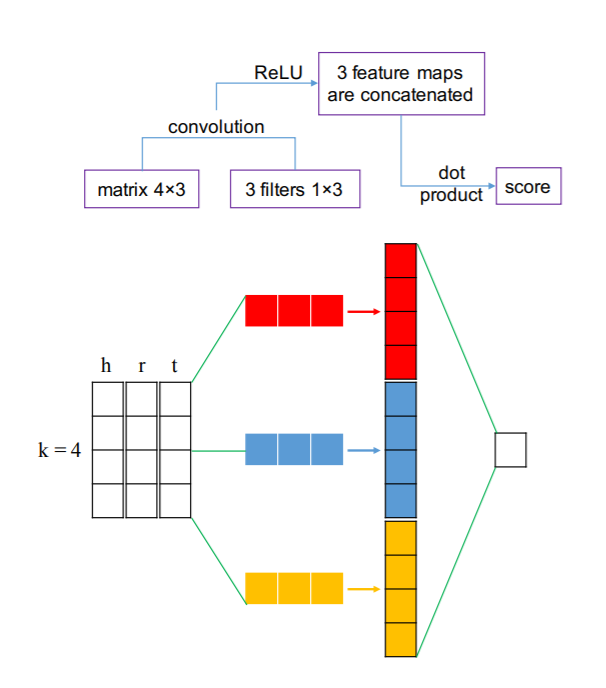 ReLU
3 feature maps
are concatenated
convolution
matrix 4×3
3 filters 1×3
dot
product
score
h r t
k = 4